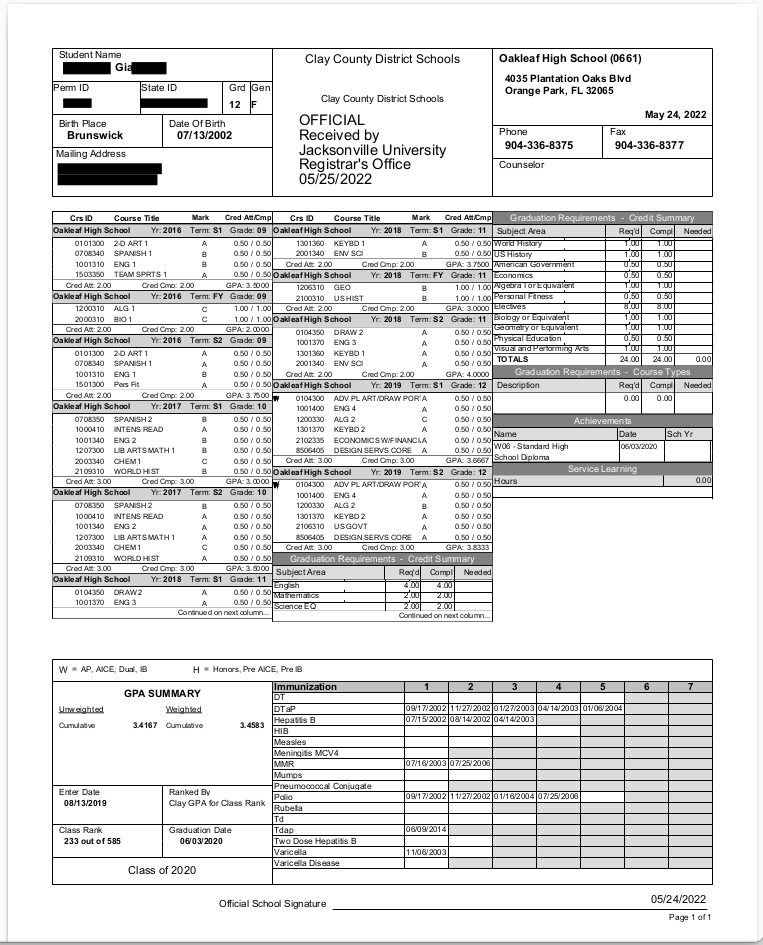 Student Name
Gia
Perm ID State ID Grd Gen
12 F
Birth Place Date Of Birth
Brunswick 07/13/2002
Mailing Address
Clay County District Schools
Clay County District Schools
OFFICIAL
Received by
Jacksonville University
Registrar's Office
05/25/2022
Oakleaf High School (0661)
4035 Plantation Oaks Blvd
Orange Park, FL 32065
May 24, 2022
Phone Fax
904-336-8375 904-336-8377
Counselor
Crs ID Course Title Mark Cred Att/Cmp
Oakleaf High School Yr: 2016 Term: S1 Grade: 09
0101300 2-D ART 1 A 0.50 / 0.50
0708340 SPANISH 1 B 0.50 / 0.50
1001310 ENG 1 B 0.50 / 0.50
1503350 TEAM SPRTS 1 A 0.50 / 0.50
Cred Att: 2.00 Cred Cmp: 2.00 GPA: 3.5000
Oakleaf High School Yr: 2016 Term: FY Grade: 09
1200310 ALG 1 C 1.00 / 1.00
2000310 BIO 1 C 1.00 / 1.00
Cred Att: 2.00 Cred Cmp: 2.00 GPA: 2.0000
Oakleaf High School Yr: 2016 Term: S2 Grade: 09
0101300 2-D ART 1 A 0.50 / 0.50
0708340 SPANISH 1 B 0.50 / 0.50
1001310 ENG 1 A 0.50 / 0.50
1501300 Pers Fit A 0.50 / 0.50
Cred Att: 2.00 Cred Cmp: 2.00 GPA: 3.7500
Oakleaf High School Yr: 2017 Term: S1 Grade: 10
0708350 SPANISH 2 B 0.50 / 0.50
1000410 INTENS READ A 0.50 / 0.50
1001340 ENG 2 B 0.50 / 0.50
1207300 LIB ARTS MATH 1 B 0.50 / 0.50
2003340 CHEM 1 C 0.50 / 0.50
2109310 WORLD HIST B 0.50 / 0.50
Cred Att: 3.00 Cred Cmp: 3.00 GPA: 3.0000
Oakleaf High School Yr: 2017 Term: S2 Grade: 10
0708350 SPANISH 2 B 0.50 / 0.50
1000410 INTENS READ A 0.50 / 0.50
1001340 ENG 2 A 0.50 / 0.50
1207300 LIB ARTS MATH 1 A 0.50 / 0.50
2003340 CHEM 1 C 0.50 / 0.50
2109310 WORLD HIST A 0.50 / 0.50
Cred Att: 3.00 Cred Cmp: 3.00 GPA: 3.5000
Oakleaf High School Yr: 2018 Term: S1 Grade: 11
0104350 DRAW 2 A 0.50 / 0.50
1001370 ENG 3 A 0.50 / 0.50
Continued on next column...
Crs ID Course Title Mark Cred Att/Cmp
Oakleaf High School Yr: 2018 Term: S1 Grade: 11
1301360 KEYBD 1 A 0.50 / 0.50
2001340 ENV SCI B 0.50 / 0.50
Cred Att: 2.00 Cred Cmp: 2.00 GPA: 3.7500
Oakleaf High School Yr: 2018 Term: FY Grade: 11
1206310 GEO B 1.00 / 1.00
2100310 US HIST B 1.00 / 1.00
Cred Att: 2.00 Cred Cmp: 2.00 GPA: 3.0000
Oakleaf High School Yr: 2018 Term: S2 Grade: 11
0104350 DRAW 2 A 0.50 / 0.50
1001370 ENG 3 A 0.50 / 0.50
1301360 KEYBD 1 A 0.50 / 0.50
2001340 ENV SCI A 0.50 / 0.50
Cred Att: 2.00 Cred Cmp: 2.00 GPA: 4.0000
Oakleaf High School Yr: 2019 Term: S1 Grade: 12
W 0104300 ADV PL ART/DRAW PORT A 0.50 / 0.50
1001400 ENG 4 A 0.50 / 0.50
1200330 ALG 2 C 0.50 / 0.50
1301370 KEYBD 2 A 0.50 / 0.50
2102335 ECONOMICS W/FINANCI A 0.50 / 0.50
8506405 DESIGN SERVS CORE A 0.50 / 0.50
Cred Att: 3.00 Cred Cmp: 3.00 GPA: 3.6667
Oakleaf High School Yr: 2019 Term: S2 Grade: 12
W 0104300 ADV PL ART/DRAW PORT A 0.50 / 0.50
1001400 ENG 4 A 0.50 / 0.50
1200330 ALG 2 B 0.50 / 0.50
1301370 KEYBD 2 A 0.50 / 0.50
2106310 US GOVT A 0.50 / 0.50
8506405 DESIGN SERVS CORE A 0.50 / 0.50
Cred Att: 3.00 Cred Cmp: 3.00 GPA: 3.8333
Graduation Requirements - Credit Summary
Subject Area Req'd Compl Needed
English 4.00 4.00
Mathematics 2.00 2.00
Science EQ 2.00 2.00
Continued on next column...
Graduation Requirements - Credit Summary
Subject Area Req'd Compl Needed
World History 1.00 1.00
US History 1.00 1.00
American Government 0.50 0.50
Economics 0.50 0.50
Algebra I or Equivalent 1.00 1.00
Personal Fitness 0.50 0.50
Electives 8.00 8.00
Biology or Equivalent 1.00 1.00
Geometry or Equivalent 1.00 1.00
Physical Education 0.50 0.50
Visual and Performing Arts 1.00 1.00
TOTALS 24.00 24.00 0.00
Graduation Requirements - Course Types
Description Req'd Compl Needed
0.00 0.00
Achievements
Name Date Sch Yr
W06 - Standard High 06/03/2020
School Diploma
Service Learning
Hours 0.00
W = AP, AICE, Dual, IB H = Honors, Pre AICE, Pre IB
GPA SUMMARY
Unweighted Weighted
Cumulative 3.4167 Cumulative 3.4583
Enter Date Ranked By
08/13/2019 Clay GPA for Class Rank
Class Rank Graduation Date
233 out of 585 06/03/2020
Class of 2020
Immunization 1 2 3 4 5 6 7
DT
DTaP 09/17/2002 11/27/2002 01/27/2003 04/14/2003 01/06/2004
Hepatitis B 07/15/2002 08/14/2002 04/14/2003
HIB
Measles
Meningitis MCV4
MMR 07/16/2003 07/25/2006
Mumps
Pneumococcal Conjugate
Polio 09/17/2002 11/27/2002 01/16/2004 07/25/2006
Rubella
Td
Tdap 06/09/2014
Two Dose Hepatitis B
Varicella 11/06/2003
Varicella Disease
Official School Signature 05/24/2022
Page 1 of 1